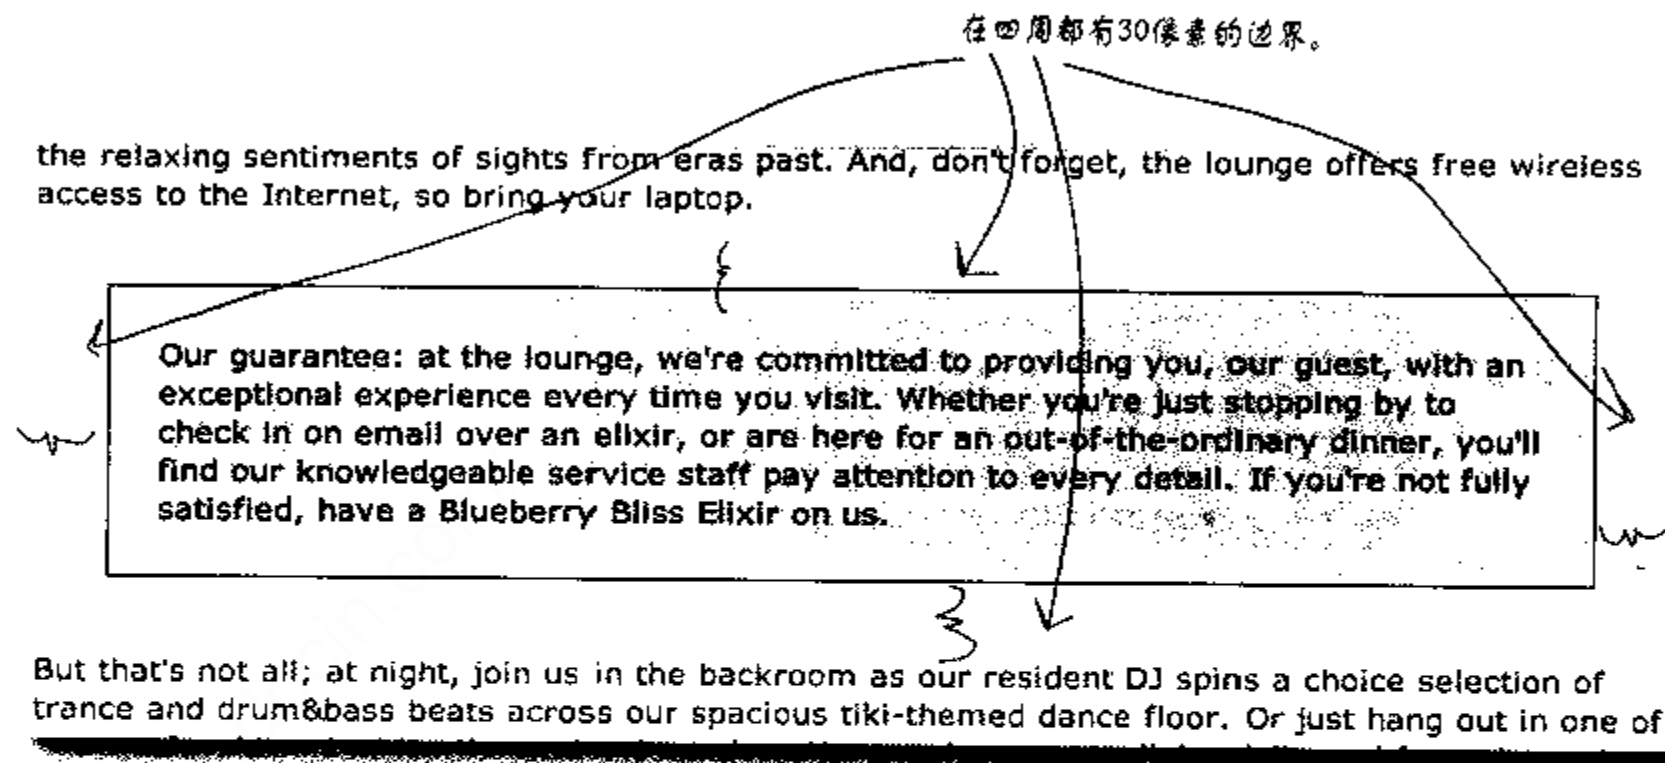 在四周都有30像素的边界。
the relaxing sentiments of sights from eras past. And, don't forget, the lounge offers free wireless
access to the Internet, so bring your laptop.
Our guarantee: at the lounge, we're committed to providing you, our guest, with an
exceptional experience every time you visit. Whether you're just stopping by to
check in on email over an elixir, or are here for an out-of-the-ordinary dinner, you'll
find our knowledgeable service staff pay attention to every detail. If you're not fully
satisfied, have a Blueberry Bliss Elixir on us.
But that's not all; at night, join us in the backroom as our resident DJ spins a choice selection of
trance and drum&bass beats across our spacious tiki-themed dance floor. Or just hang out in one of